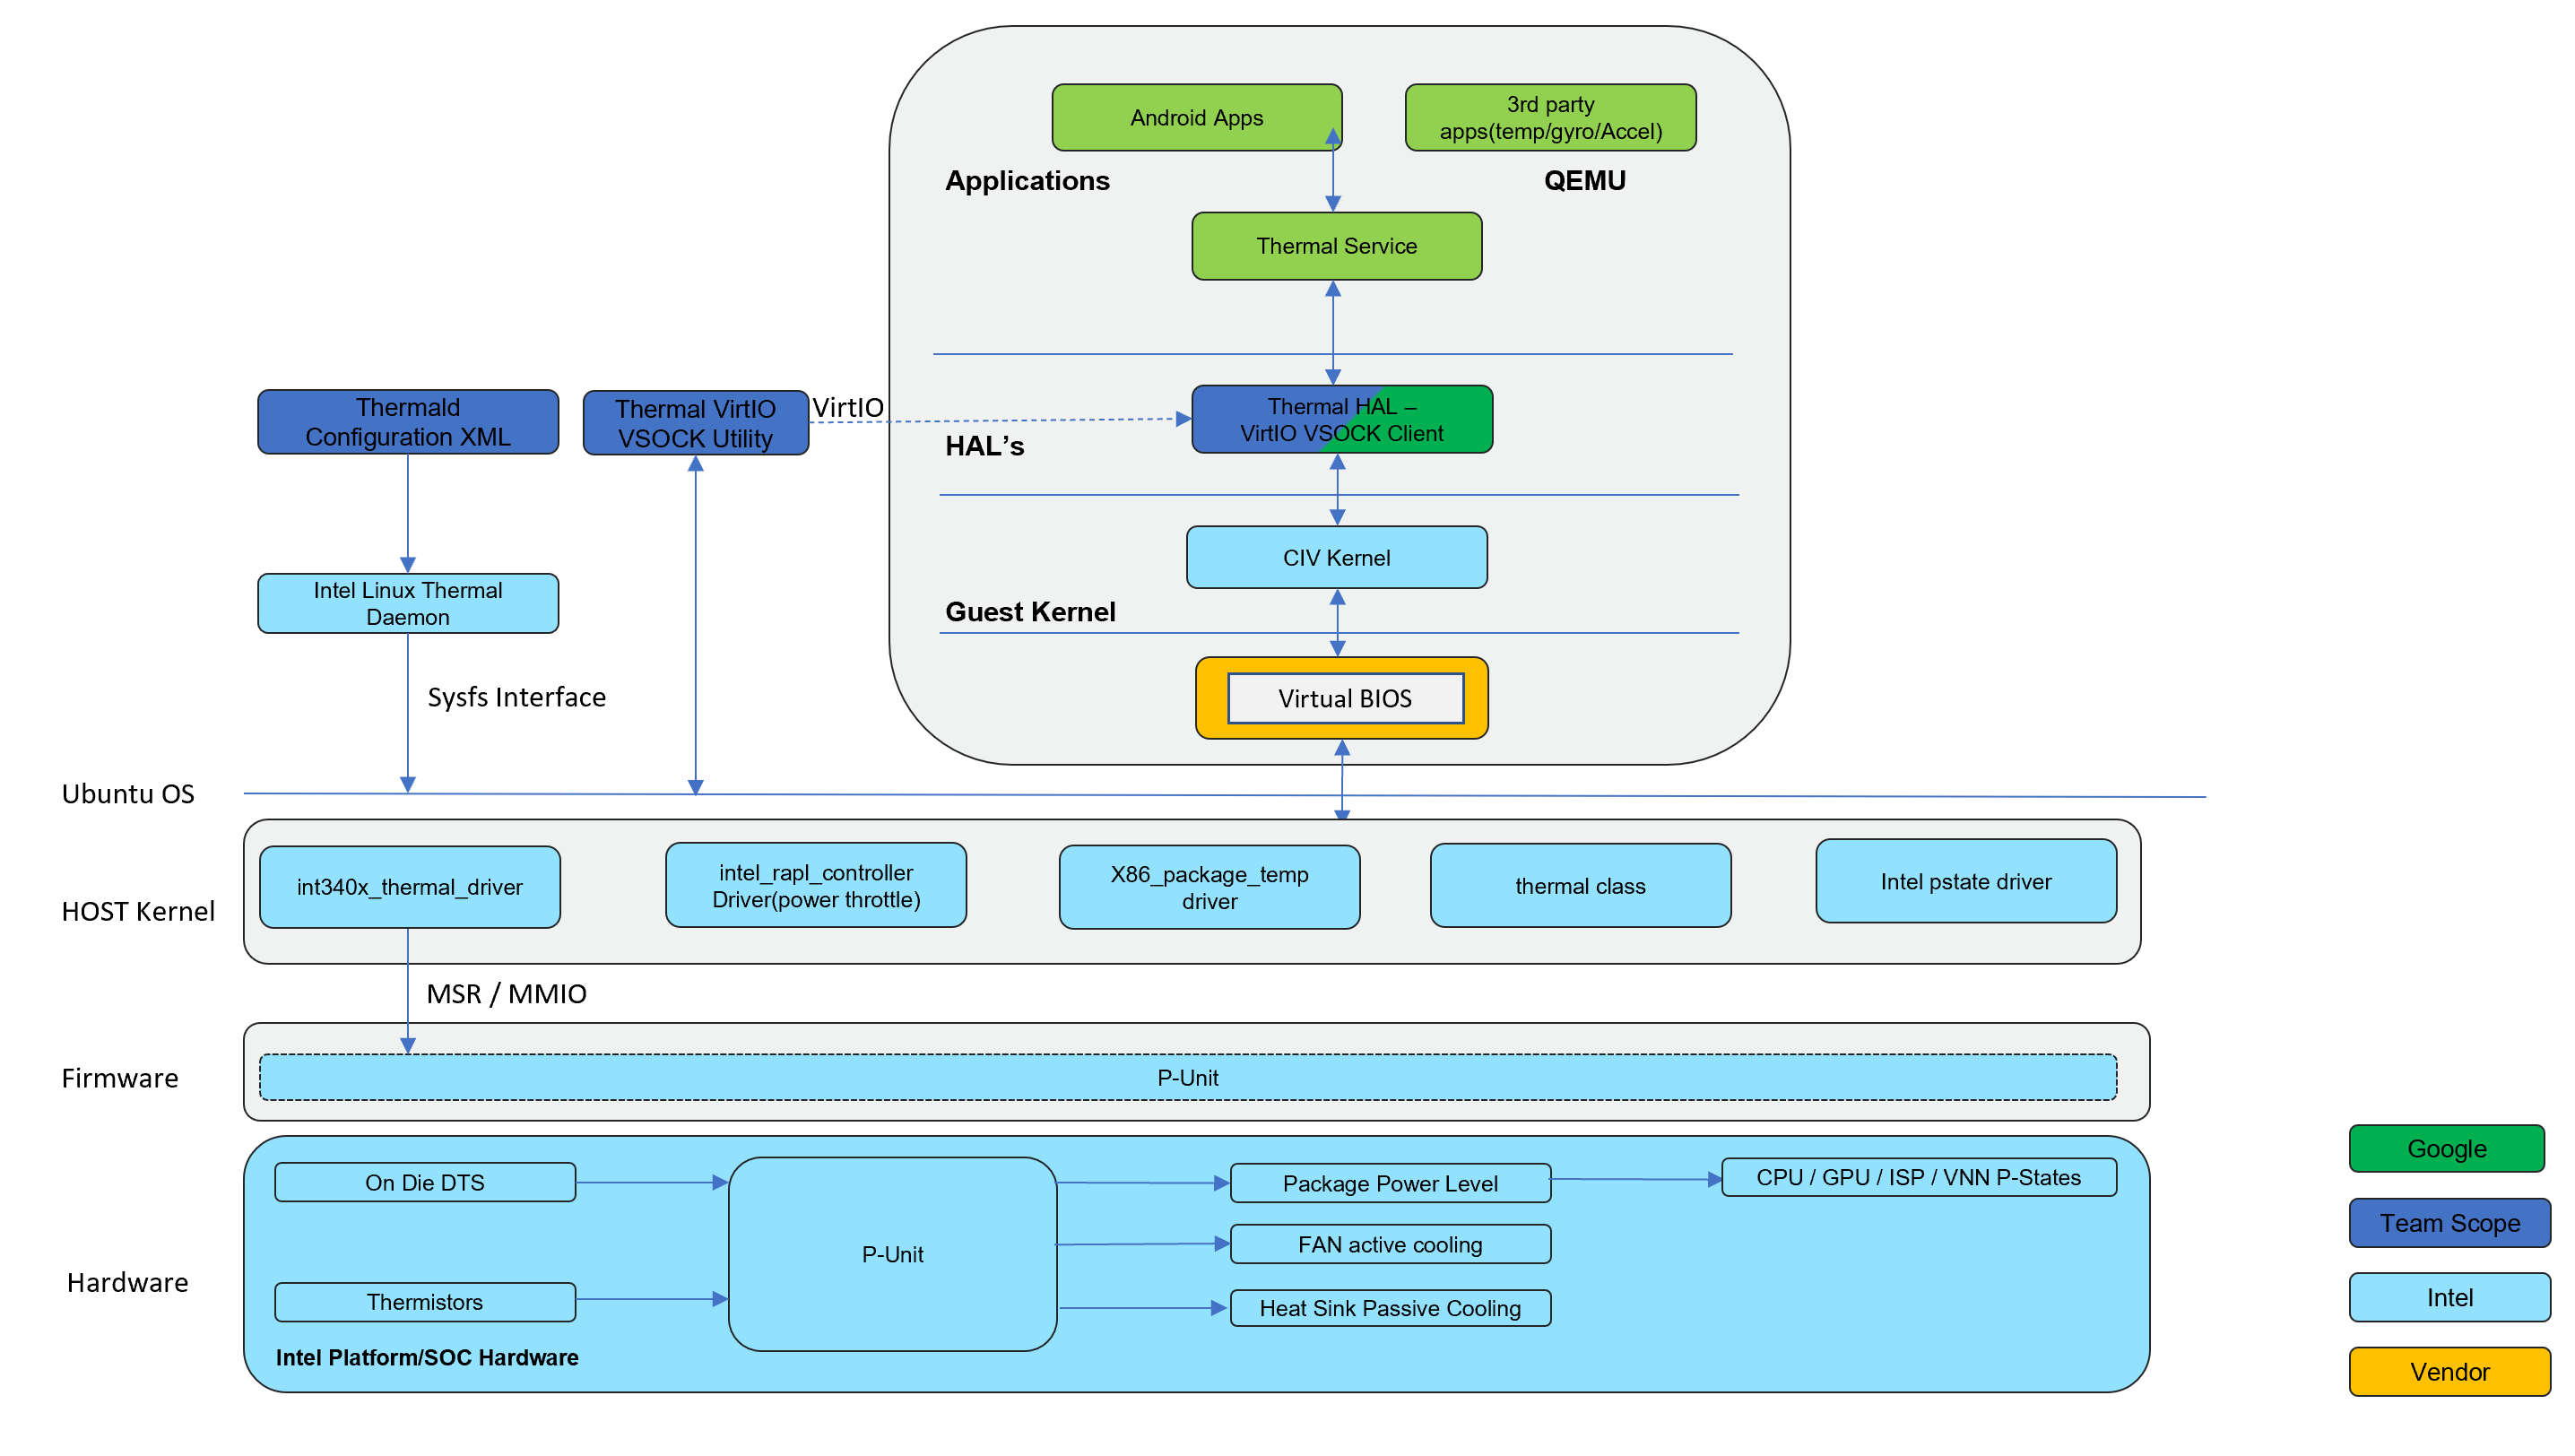 Android Apps
3rd party
apps(temp/gyro/Accel)
Applications
QEMU
Thermal Service
Thermald
Configuration XML
Thermal VirtIO
VSOCK Utility
VirtIO
Thermal HAL –
VirtIO VSOCK Client
HAL’s
CIV Kernel
Intel Linux Thermal
Daemon
Guest Kernel
Sysfs Interface
Virtual BIOS
Ubuntu OS
HOST Kernel
int340x_thermal_driver
intel_rapl_controller
Driver(power throttle)
X86_package_temp
driver
thermal class
Intel pstate driver
MSR / MMIO
Firmware
P-Unit
Hardware
On Die DTS
Thermistors
Intel Platform/SOC Hardware
P-Unit
Package Power Level
FAN active cooling
Heat Sink Passive Cooling
CPU / GPU / ISP / VNN P-States
Google
Team Scope
Intel
Vendor